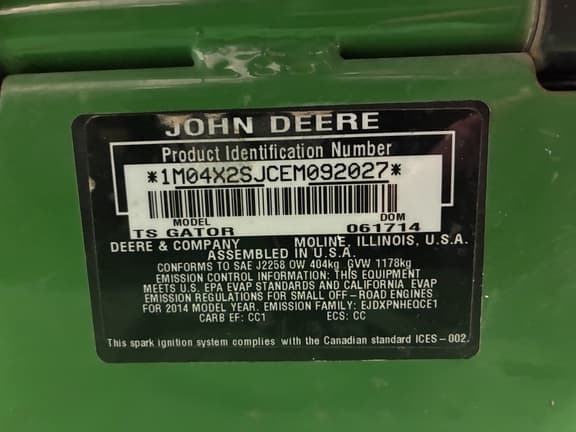 JOHN DEERE
Product Identification Number
*1M04X2SJCEM092027*
MODEL DOM
TS GATOR 061714
DEERE & COMPANY MOLINE, ILLINOIS, U.S.A.
ASSEMBLED IN U.S.A.
CONFORMS TO SAE J2258 OW 404kg GVW 1178kg
EMISSION CONTROL INFORMATION: THIS EQUIPMENT
MEETS U.S. EPA EVAP STANDARDS AND CALIFORNIA EVAP
EMISSION REGULATIONS FOR SMALL OFF-ROAD ENGINES
FOR 2014 MODEL YEAR. EMISSION FAMILY: EJDXPNHEQCE1
CARB EF: CC1 ECS: CC
This spark ignition system complies with the Canadian standard ICES-002.